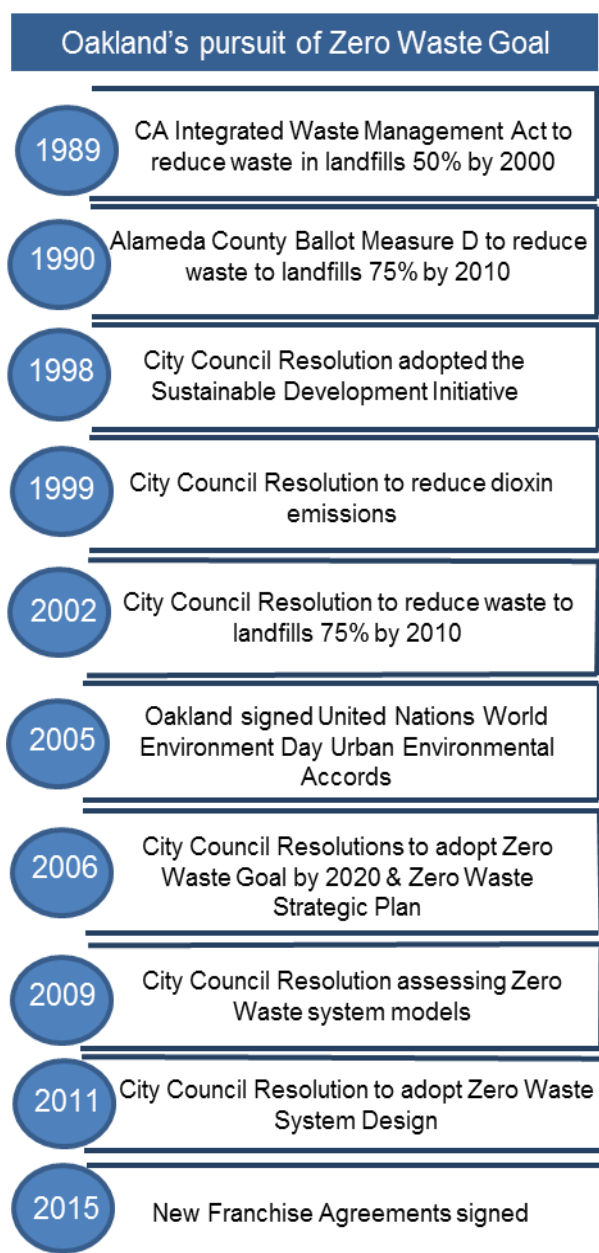 Oakland's pursuit of Zero Waste Goal
1989
CA Integrated Waste Management Act to
reduce waste in landfills 50% by 2000
1990
Alameda County Ballot Measure D to reduce
waste to landfills 75% by 2010
1998
City Council Resolution adopted the
Sustainable Development Initiative
1999
City Council Resolution to reduce dioxin
emissions
2002
City Council Resolution to reduce waste to
landfills 75% by 2010
2005
Oakland signed United Nations World
Environment Day Urban Environmental
Accords
2006
City Council Resolutions to adopt Zero
Waste Goal by 2020 & Zero Waste
Strategic Plan
2009
City Council Resolution assessing Zero
Waste system models
2011
City Council Resolution to adopt Zero Waste
System Design
2015
New Franchise Agreements signed